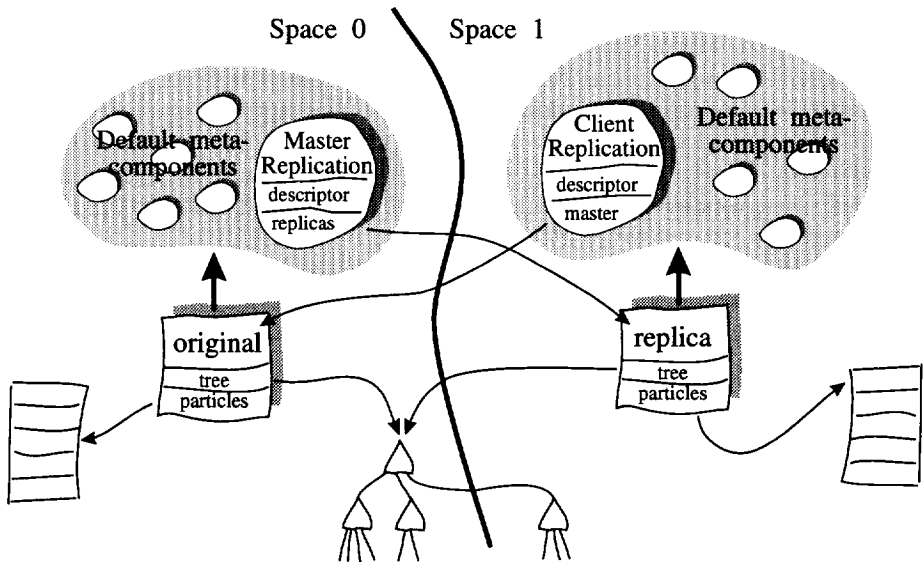 Space 0
Space 1
Default meta-
components
Master
Replication
descriptor
replicas
Client
Replication
descriptor
master
Default meta-
components
original
tree
particles
replica
tree
particles